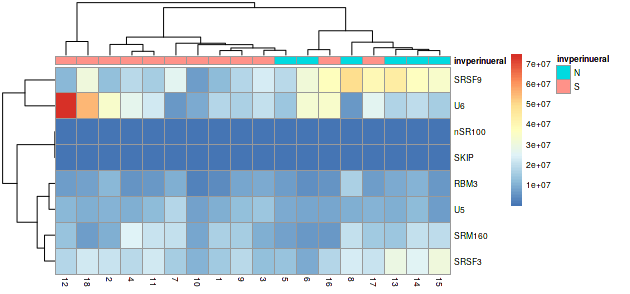 invperinueral
SRSF9
U6
nSR100
SKIP
RBM3
U5
SRM160
SRSF3
12 18 2 4 11 7 10 1 9 3 5 6 16 8 17 13 14 15
7e+07
6e+07
5e+07
4e+07
3e+07
2e+07
1e+07
invperinueral
N
S